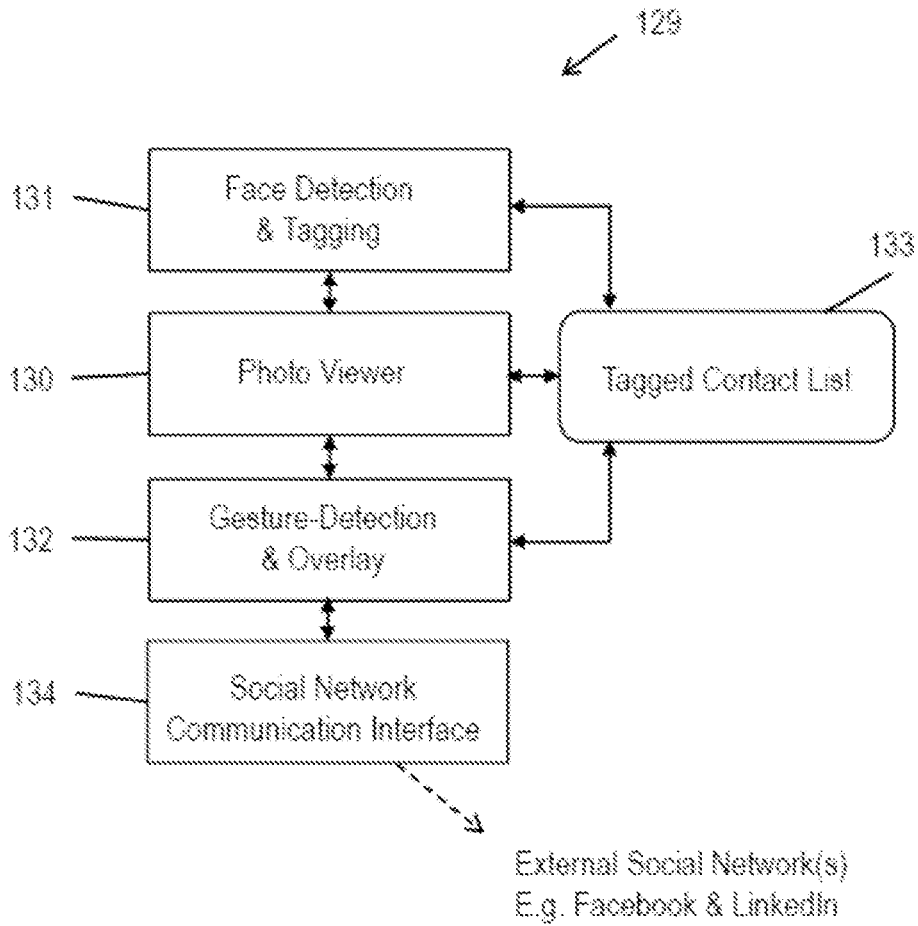 129
131
Face Detection
& Tagging
133
130
Photo Viewer
Tagged Contact List
132
Gesture-Detection
& Overlay
134
Social Network
Communication Interface
External Social Network(s)
E.g. Facebook & LinkedIn